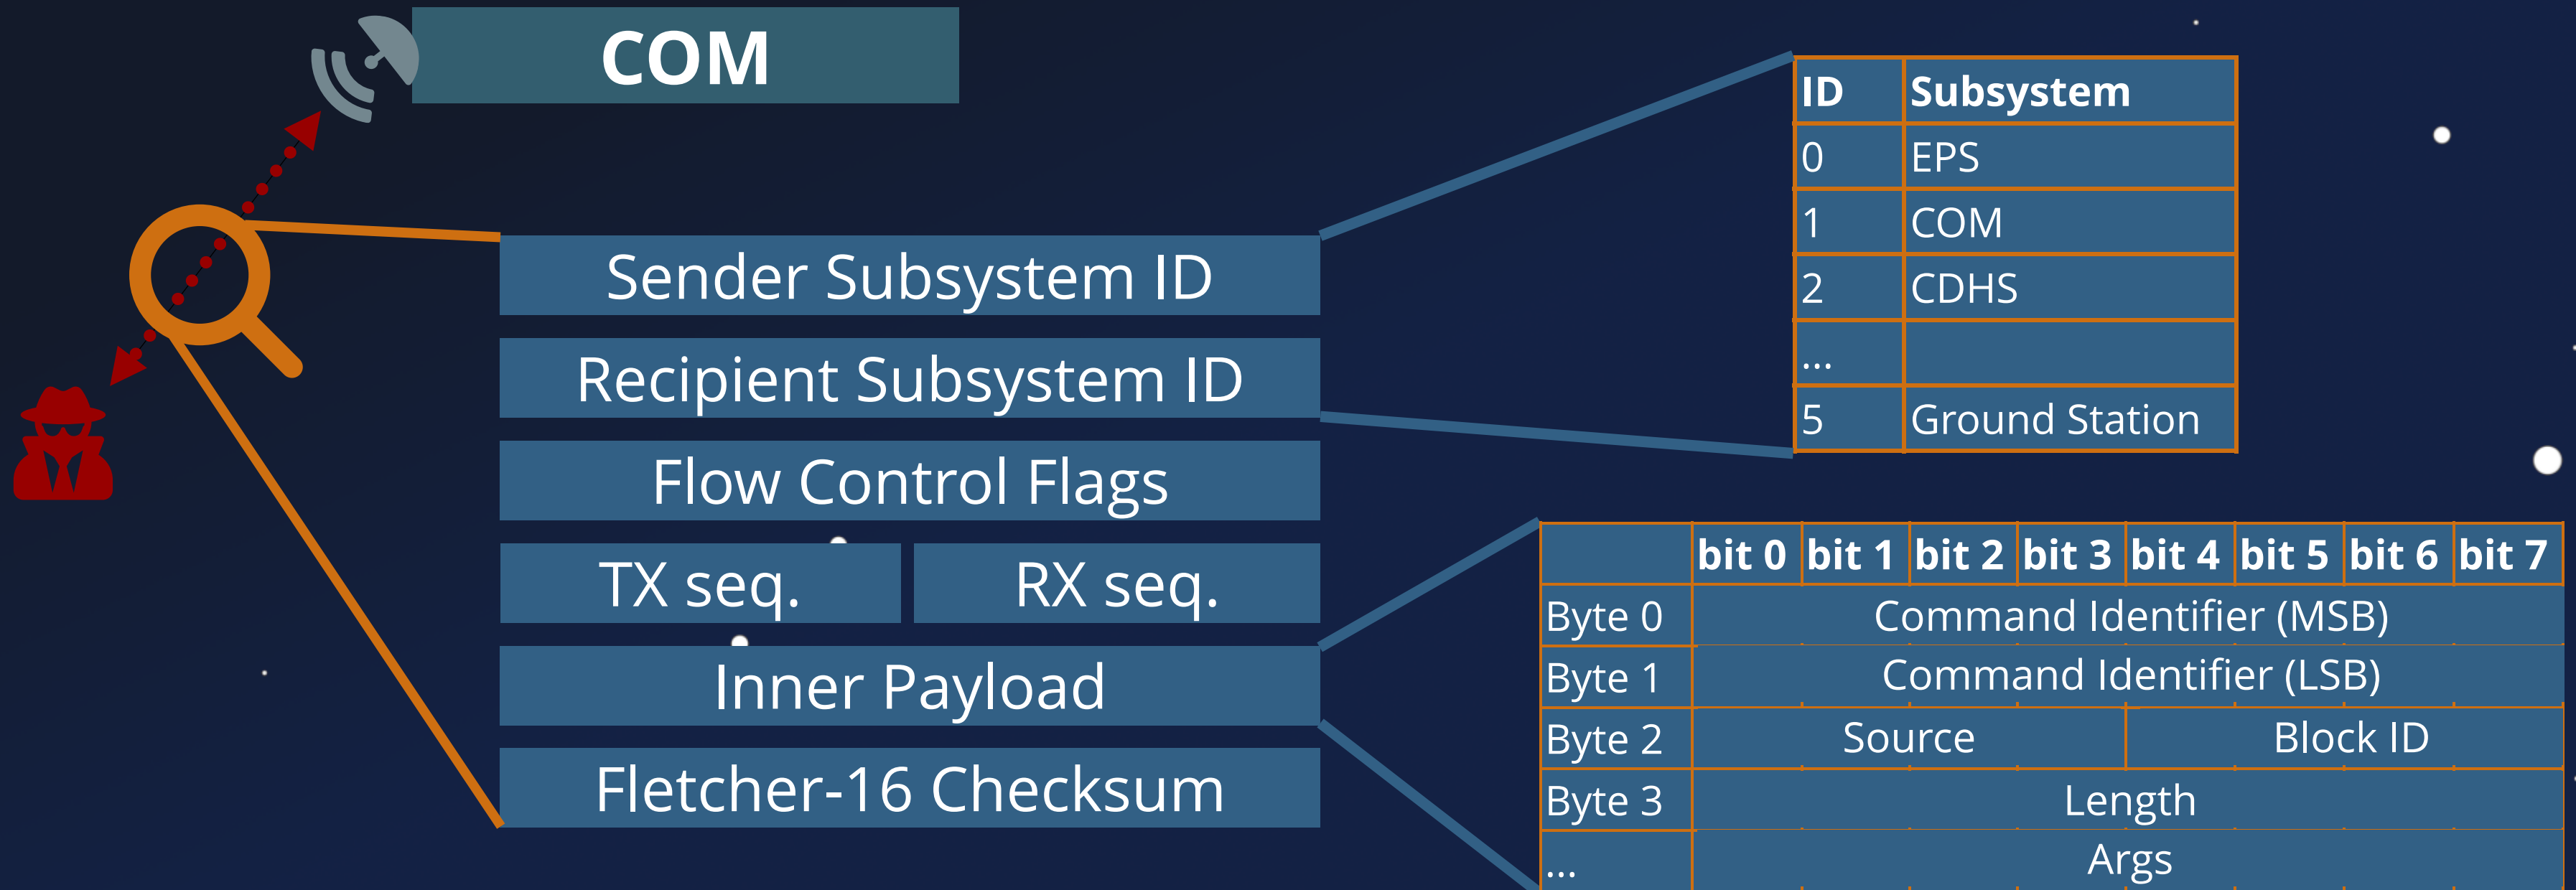 COM
Sender Subsystem ID
Recipient Subsystem ID
Flow Control Flags
TX seq. RX seq.
Inner Payload
Fletcher-16 Checksum
ID Subsystem
0 EPS
1 COM
2 CDHS
...
5 Ground Station
bit 0 bit 1 bit 2 bit 3 bit 4 bit 5 bit 6 bit 7
Byte 0 Command Identifier (MSB)
Byte 1 Command Identifier (LSB)
Byte 2 Source Block ID
Byte 3 Length
... Args